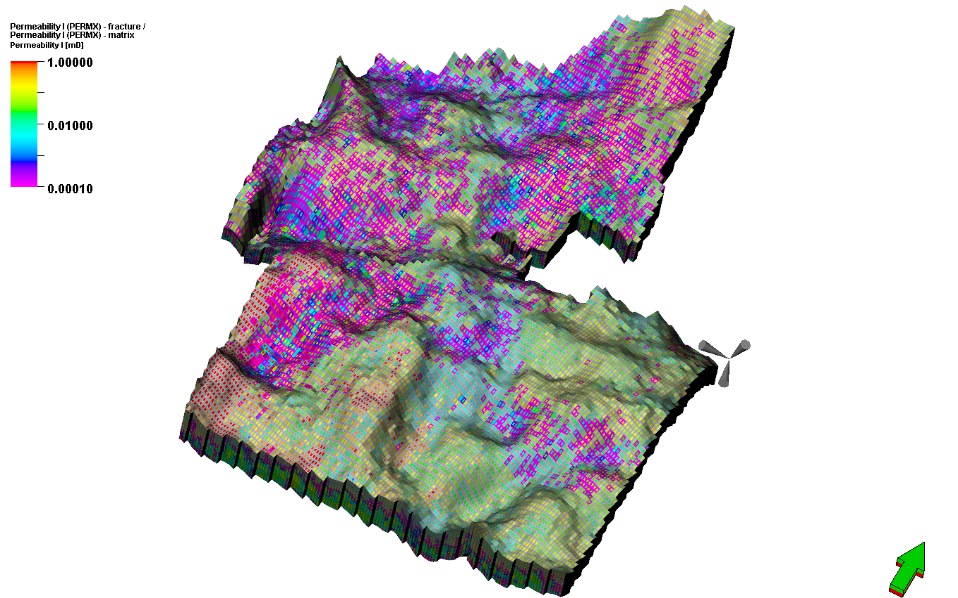 Permeability I (PERMX) - fracture /
Permeability I (PERMX) - matrix
Permeability I [mD]
1.00000
0.01000
0.00010